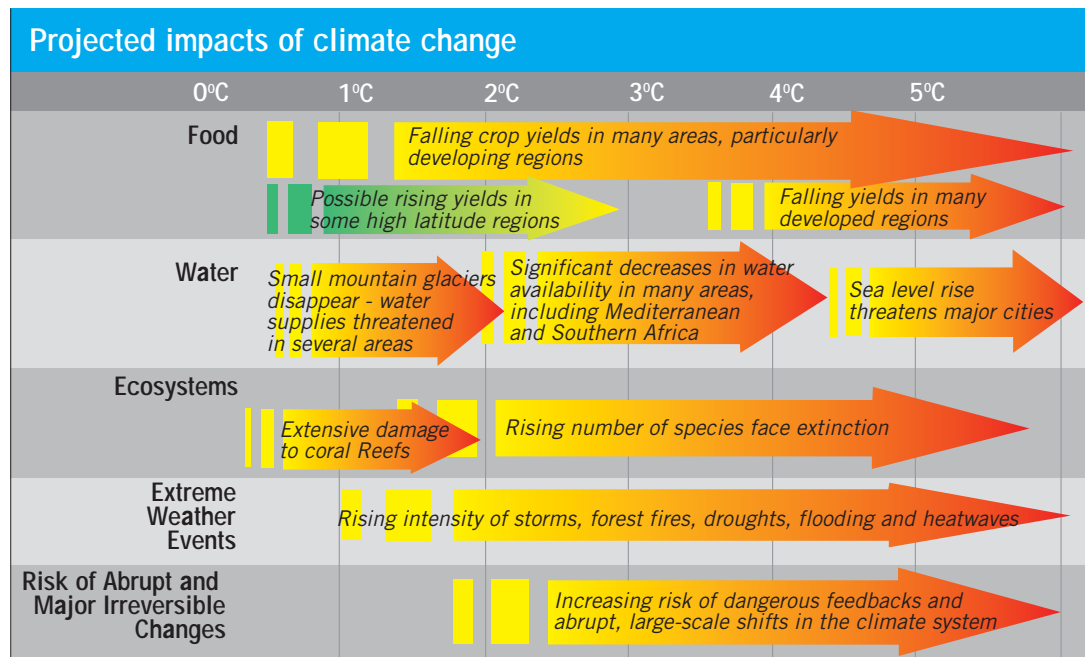 Projected impacts of climate change
0°C 1°C 2°C 3°C 4°C 5°C
Food
Falling crop yields in many areas, particularly
developing regions
Possible rising yields in
some high latitude regions
Falling yields in many
developed regions
Water
Small mountain glaciers
disappear - water
supplies threatened
in several areas
Significant decreases in water
availability in many areas,
including Mediterranean
and Southern Africa
Sea level rise
threatens major cities
Ecosystems
Extensive damage
to coral Reefs
Rising number of species face extinction
Extreme
Weather
Events
Rising intensity of storms, forest fires, droughts, flooding and heatwaves
Risk of Abrupt and
Major Irreversible
Changes
Increasing risk of dangerous feedbacks and
abrupt, large-scale shifts in the climate system